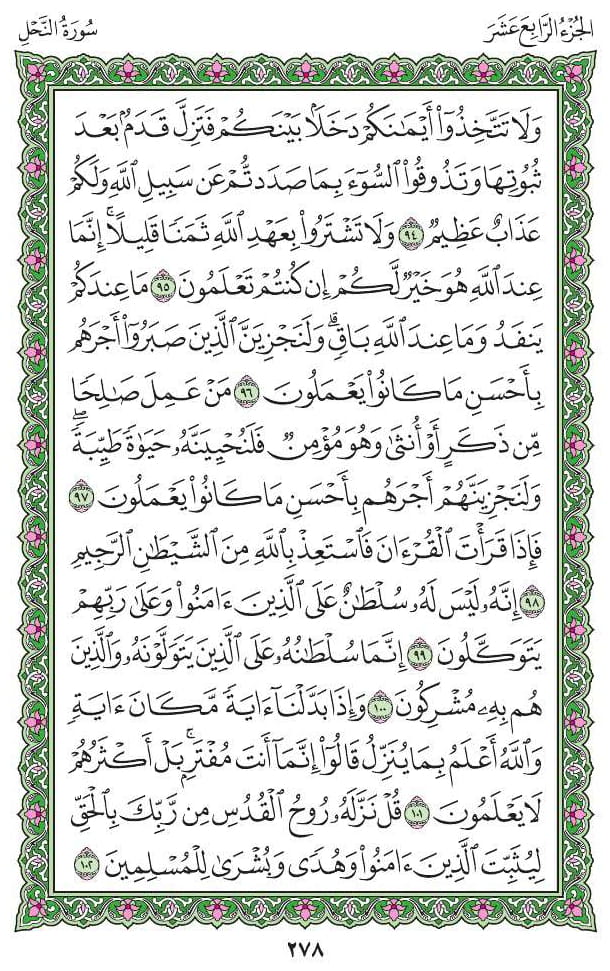 الجُزْءُ الرَّابِعَ عَشَرَ
سُورَةُ النَّحْلِ
وَلَا تَتَّخِذُوٓا۟ أَيْمَـٰنَكُمْ دَخَلًۢا بَيْنَكُمْ فَتَزِلَّ قَدَمٌۢ بَعْدَ
ثُبُوتِهَا وَتَذُوقُوا۟ ٱلسُّوٓءَ بِمَا صَدَدتُّمْ عَن سَبِيلِ ٱللَّهِ وَلَكُمْ
عَذَابٌ عَظِيمٌ ٩٤ وَلَا تَشْتَرُوا۟ بِعَهْدِ ٱللَّهِ ثَمَنًا قَلِيلًا ۚ إِنَّمَا
عِندَ ٱللَّهِ هُوَ خَيْرٌ لَّكُمْ إِن كُنتُمْ تَعْلَمُونَ ٩٥ مَا عِندَكُمْ
يَنفَدُ وَمَا عِندَ ٱللَّهِ بَاقٍ ۗ وَلَنَجْزِيَنَّ ٱلَّذِينَ صَبَرُوٓا۟ أَجْرَهُم
بِأَحْسَنِ مَا كَانُوا۟ يَعْمَلُونَ ٩٦ مَنْ عَمِلَ صَـٰلِحًا
مِّن ذَكَرٍ أَوْ أُنثَىٰ وَهُوَ مُؤْمِنٌ فَلَنُحْيِيَنَّهُۥ حَيَوٰةً طَيِّبَةً ۖ
وَلَنَجْزِيَنَّهُمْ أَجْرَهُم بِأَحْسَنِ مَا كَانُوا۟ يَعْمَلُونَ ٩٧
فَإِذَا قَرَأْتَ ٱلْقُرْءَانَ فَٱسْتَعِذْ بِٱللَّهِ مِنَ ٱلشَّيْطَـٰنِ ٱلرَّجِيمِ
٩٨ إِنَّهُۥ لَيْسَ لَهُۥ سُلْطَـٰنٌ عَلَى ٱلَّذِينَ ءَامَنُوا۟ وَعَلَىٰ رَبِّهِمْ
يَتَوَكَّلُونَ ٩٩ إِنَّمَا سُلْطَـٰنُهُۥ عَلَى ٱلَّذِينَ يَتَوَلَّوْنَهُۥ وَٱلَّذِينَ
هُم بِهِۦ مُشْرِكُونَ ١٠٠ وَإِذَا بَدَّلْنَآ ءَايَةً مَّكَانَ ءَايَةٍ ۙ
وَٱللَّهُ أَعْلَمُ بِمَا يُنَزِّلُ قَالُوٓا۟ إِنَّمَآ أَنتَ مُفْتَرٍۭ ۚ بَلْ أَكْثَرُهُمْ
لَا يَعْلَمُونَ ١٠١ قُلْ نَزَّلَهُۥ رُوحُ ٱلْقُدُسِ مِن رَّبِّكَ بِٱلْحَقِّ
لِيُثَبِّتَ ٱلَّذِينَ ءَامَنُوا۟ وَهُدًى وَبُشْرَىٰ لِلْمُسْلِمِينَ ١٠٢
٢٧٨